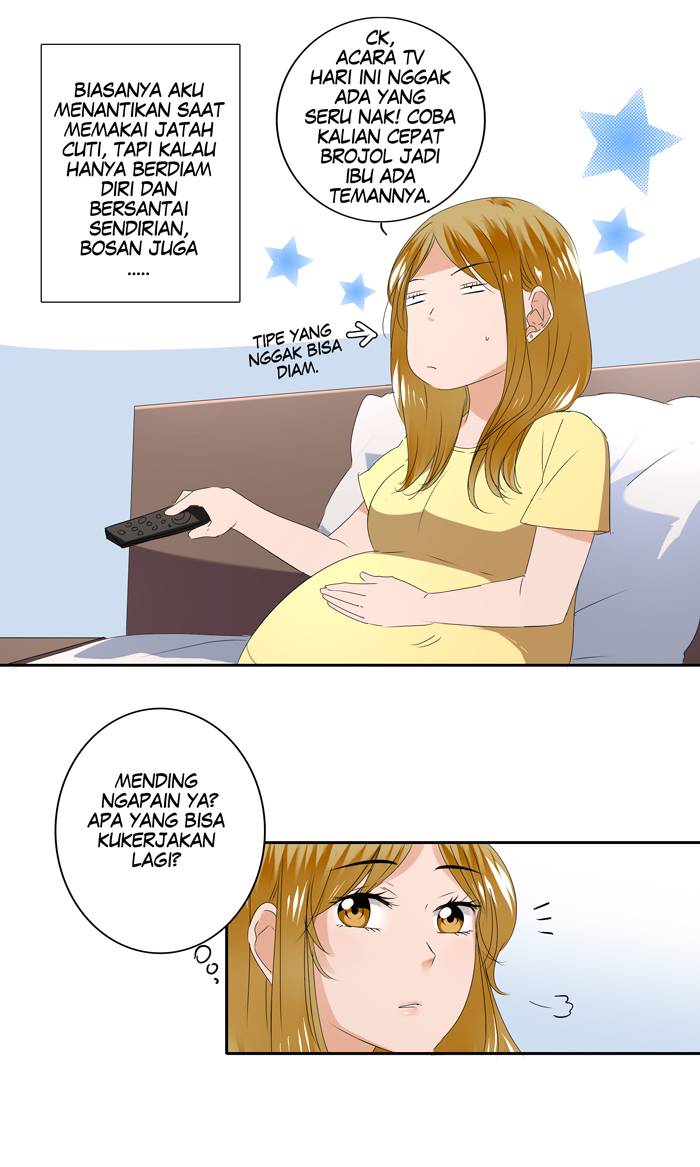 BIASANYA AKU
MENANTIKAN SAAT
MEMAKAI JATAH
CUTI, TAPI KALAU
HANYA BERDIAM
DIRI DAN
BERSANTAI
SENDIRIAN,
BOSAN JUGA
.....
CK,
ACARA TV
HARI INI NGGAK
ADA YANG
SERU NAK! COBA
KALIAN CEPAT
BROJOL JADI
IBU ADA
TEMANNYA.
TIPE YANG
NGGAK BISA
DIAM.
MENDING
NGAPAIN YA?
APA YANG BISA
KUKERJAKAN
LAGI?